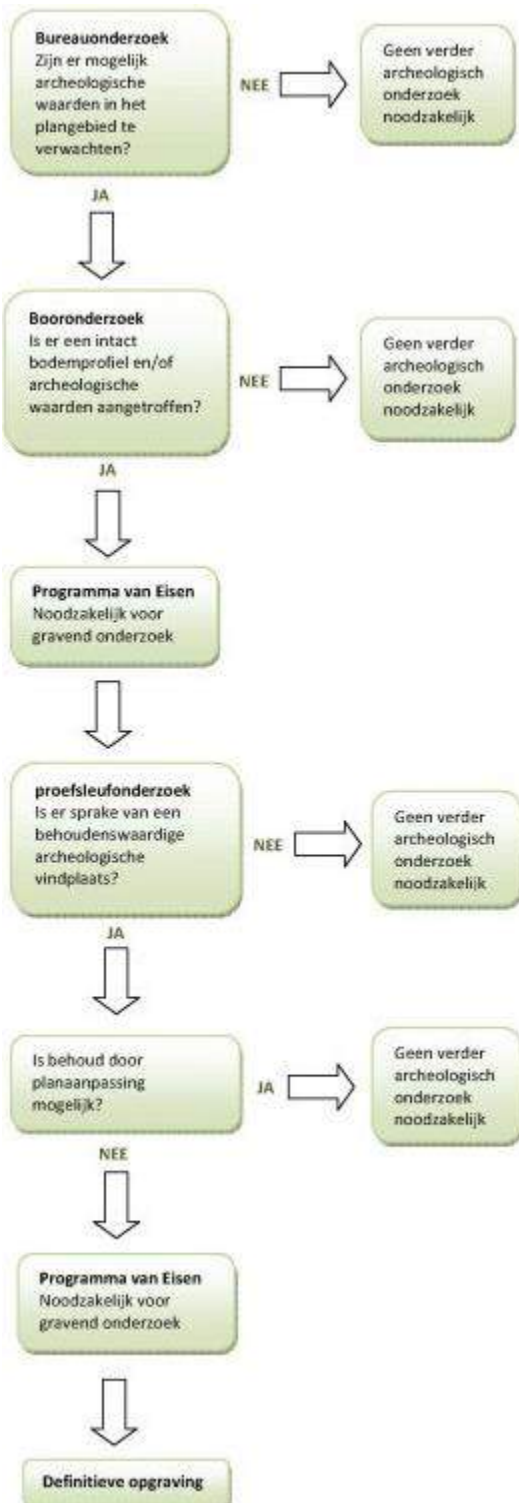 Bureauonderzoek
Zijn er mogelijk
archeologische
waarden in het
plangebied te
verwachten?
NEE
Geen verder
archeologisch
onderzoek
noodzakelijk
JA
Booronderzoek
Is er een intact
bodemprofiel en/of
archeologische
waarden aangetroffen?
NEE
Geen verder
archeologisch
onderzoek
noodzakelijk
JA
Programma van Eisen
Noodzakelijk voor
gravend onderzoek
proefsleufonderzoek
Is er sprake van een
behoudenswaardige
archeologische
vindplaats?
NEE
Geen verder
archeologisch
onderzoek
noodzakelijk
JA
Is behoud door
planaanpassing
mogelijk?
JA
Geen verder
archeologisch
onderzoek
noodzakelijk
NEE
Programma van Eisen
Noodzakelijk voor
gravend onderzoek
Definitieve opgraving